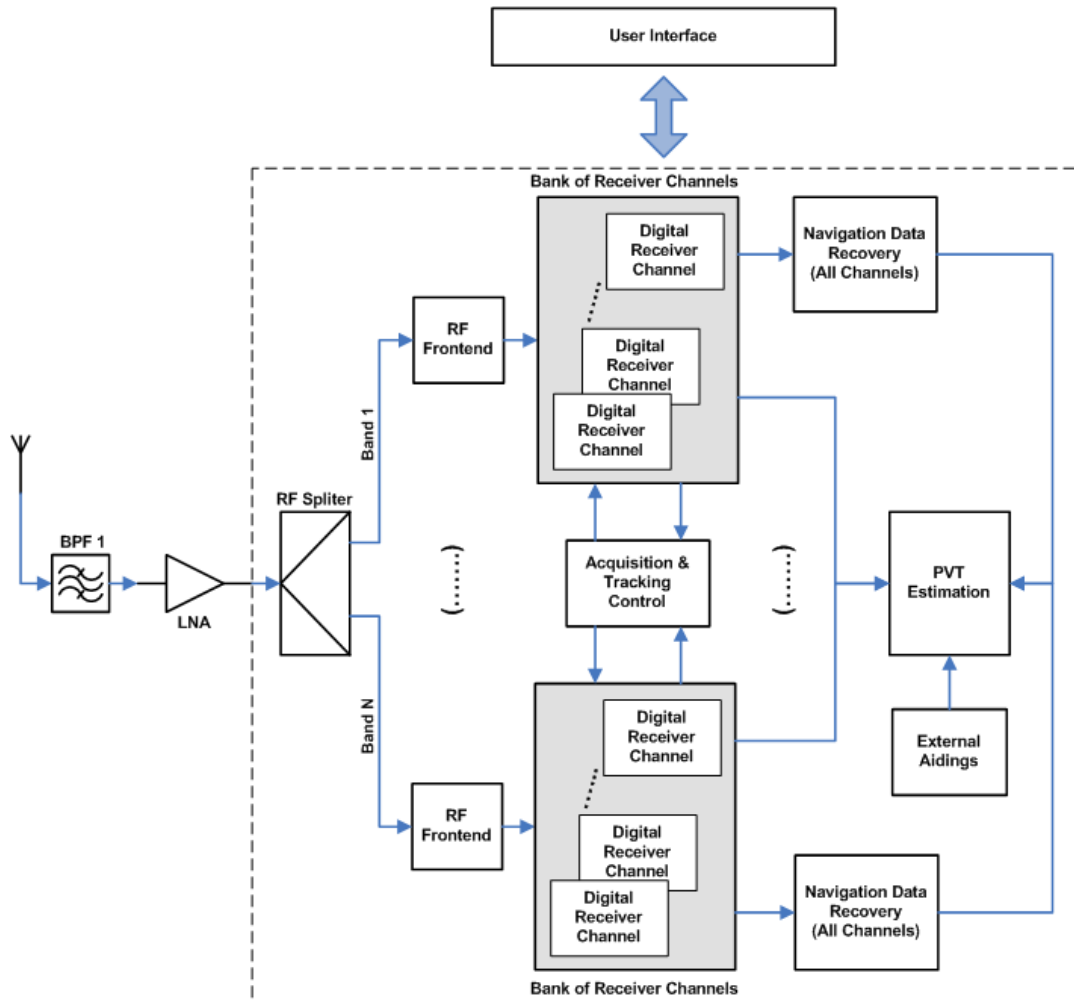 User Interface
Bank of Receiver Channels
Digital
Receiver
Channel
Navigation Data
Recovery
(All Channels)
RF
Frontend
Digital
Receiver
Channel
Digital
Receiver
Channel
Band 1
RF Spliter
BPF 1
LNA
Acquisition &
Tracking
Control
PVT
Estimation
Band N
Digital
Receiver
Channel
External
Aidings
RF
Frontend
Digital
Receiver
Channel
Digital
Receiver
Channel
Navigation Data
Recovery
(All Channels)
Bank of Receiver Channels